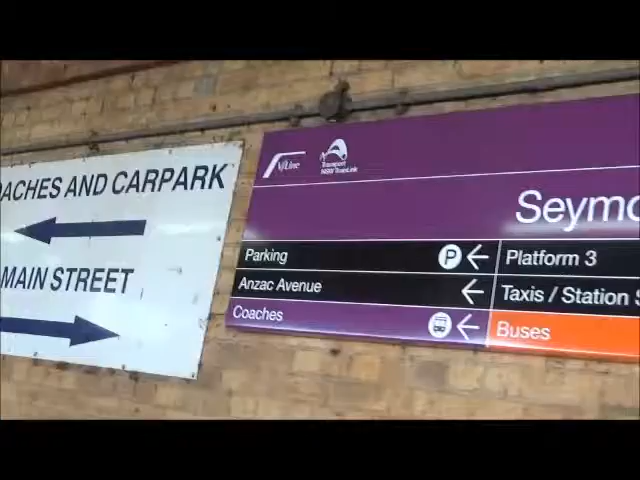 OACHES AND CARPARK
MAIN STREET
V/Line
Transport
NSW TrainLink
Seymo
Parking P
Anzac Avenue
Coaches
Platform 3
Taxis / Station S
Buses